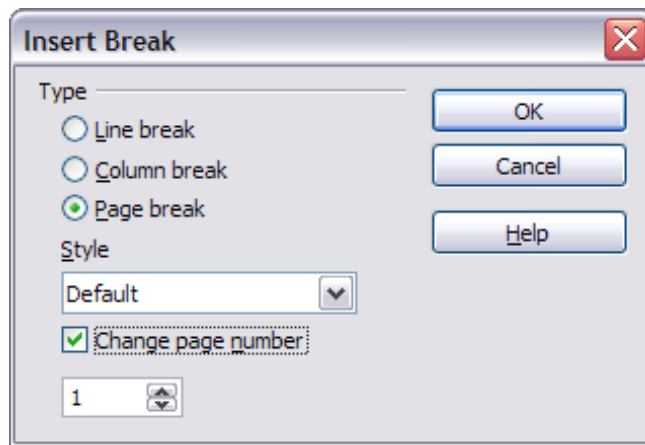 Insert Break
Type
Line break
Column break
Page break
Style
Default
Change page number
1
OK
Cancel
Help